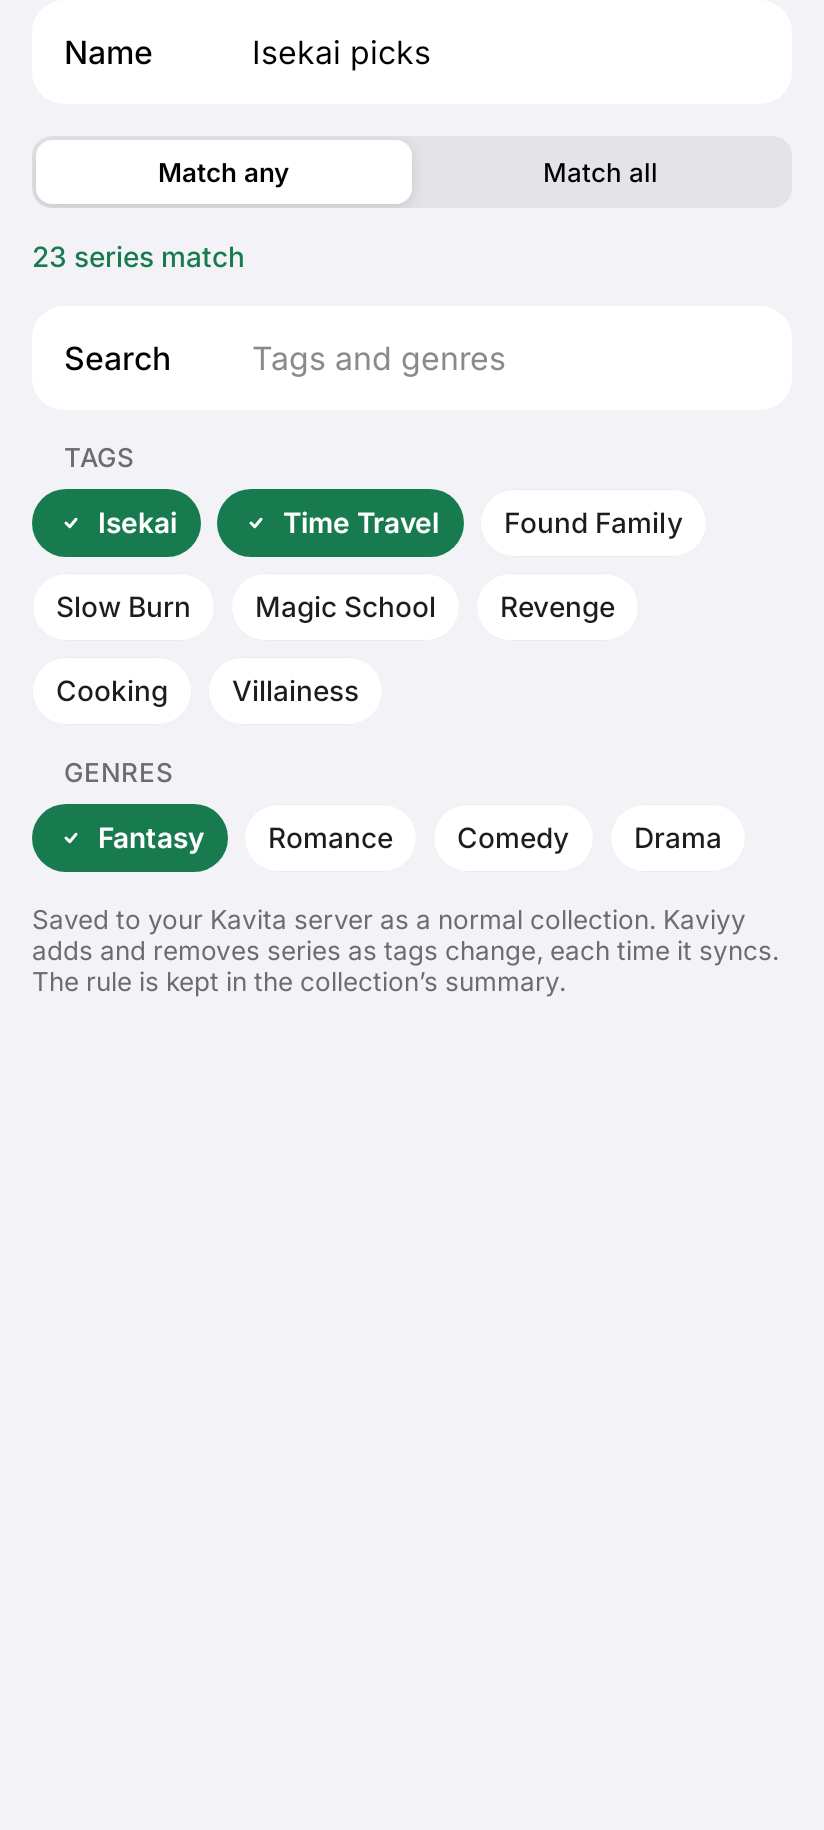 Name Isekai picks
Match any Match all
23 series match
Search Tags and genres
TAGS
Isekai Time Travel Found Family
Slow Burn Magic School Revenge
Cooking Villainess
GENRES
Fantasy Romance Comedy Drama
Saved to your Kavita server as a normal collection. Kaviyy
adds and removes series as tags change, each time it syncs.
The rule is kept in the collection’s summary.